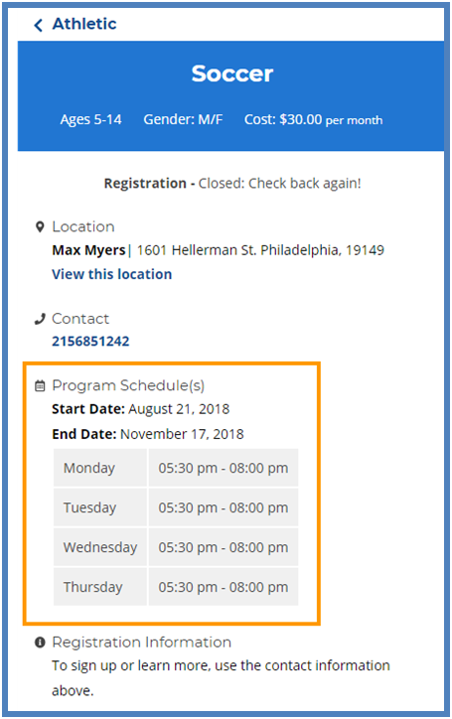 Athletic
Soccer
Ages 5-14 Gender: M/F Cost: $30.00 per month
Registration - Closed: Check back again!
Location
Max Myers| 1601 Hellerman St. Philadelphia, 19149
View this location
Contact
2156851242
Program Schedule(s)
Start Date: August 21, 2018
End Date: November 17, 2018
Monday 05:30 pm - 08:00 pm
Tuesday 05:30 pm - 08:00 pm
Wednesday 05:30 pm - 08:00 pm
Thursday 05:30 pm - 08:00 pm
Registration Information
To sign up or learn more, use the contact information
above.